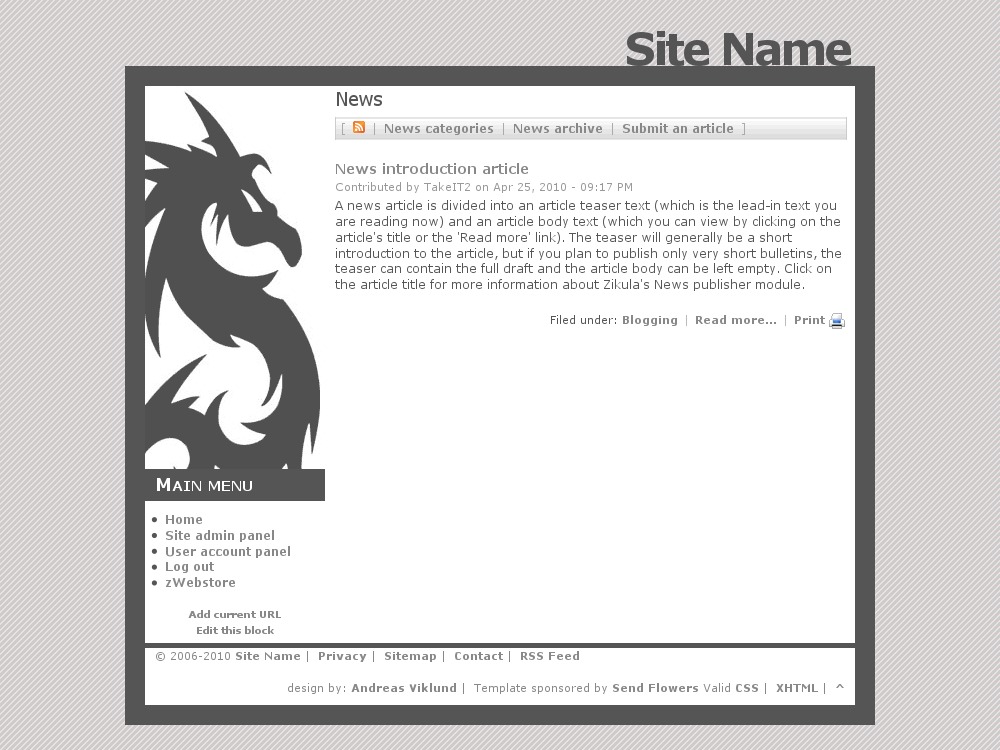 Site Name
News
[ | News categories | News archive | Submit an article ]
News introduction article
Contributed by TakeIT2 on Apr 25, 2010 - 09:17 PM
A news article is divided into an article teaser text (which is the lead-in text you
are reading now) and an article body text (which you can view by clicking on the
article's title or the 'Read more' link). The teaser will generally be a short
introduction to the article, but if you plan to publish only very short bulletins, the
teaser can contain the full draft and the article body can be left empty. Click on
the article title for more information about Zikula's News publisher module.
Filed under: Blogging | Read more... | Print
Main menu
Home
Site admin panel
User account panel
Log out
zWebstore
Add current URL
Edit this block
© 2006-2010 Site Name | Privacy | Sitemap | Contact | RSS Feed
design by: Andreas Viklund | Template sponsored by Send Flowers Valid CSS | XHTML | ^